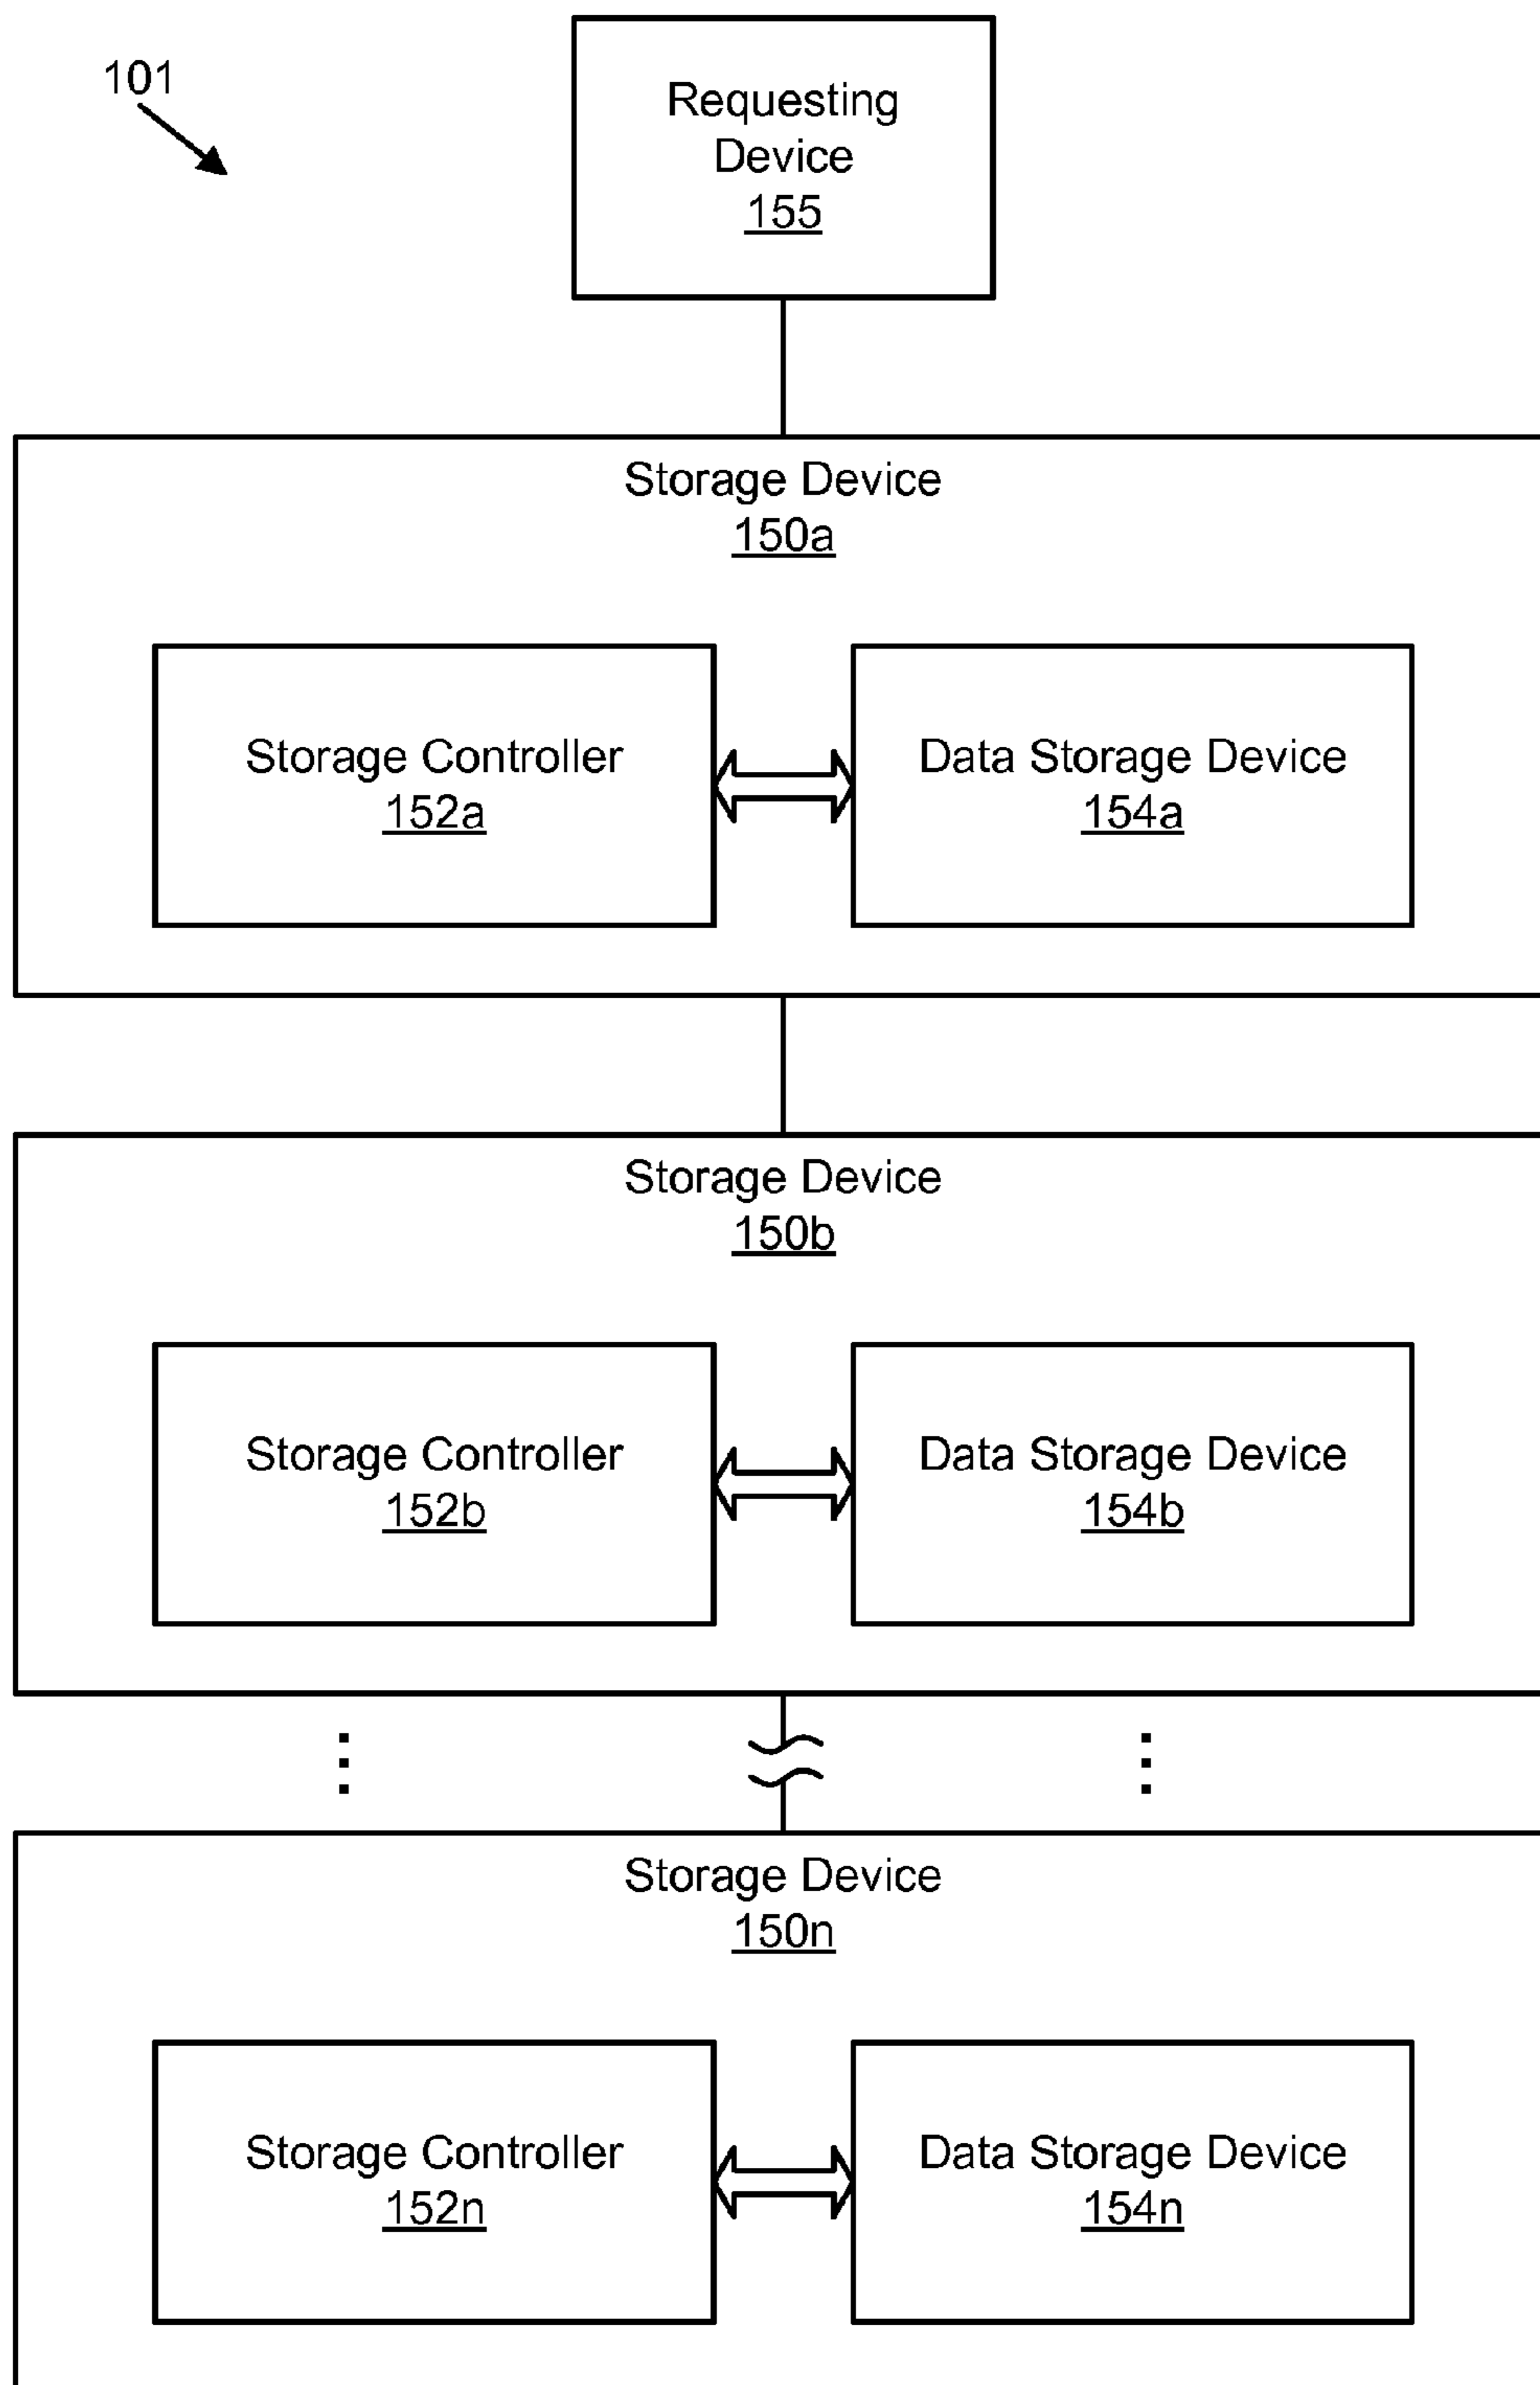 101
Requesting
Device
155
Storage Device
150a
Storage Controller
152a
Data Storage Device
154a
Storage Device
150b
Storage Controller
152b
Data Storage Device
154b
Storage Device
150n
Storage Controller
152n
Data Storage Device
154n